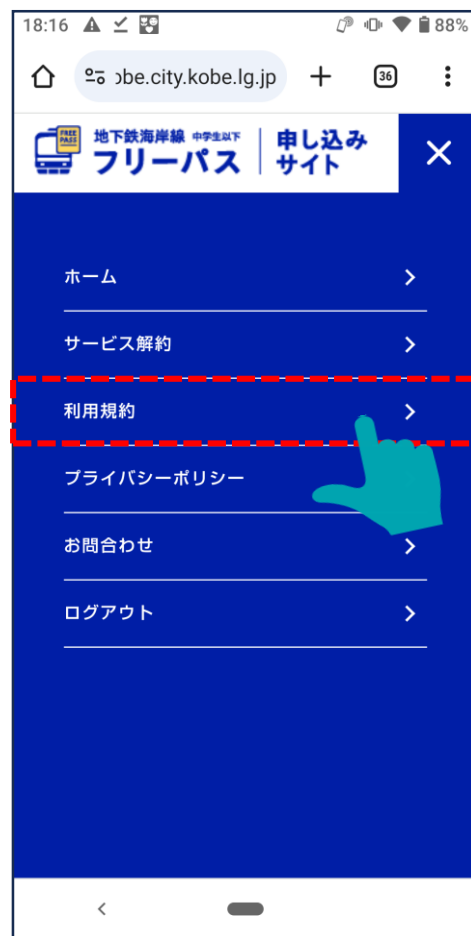 18:16
88%
obe.city.kobe.lg.jp
36
FREE PASS
地下鉄海岸線 中学生以下
フリーパス
申し込み
サイト
ホーム
サービス解約
利用規約
プライバシーポリシー
お問合わせ
ログアウト